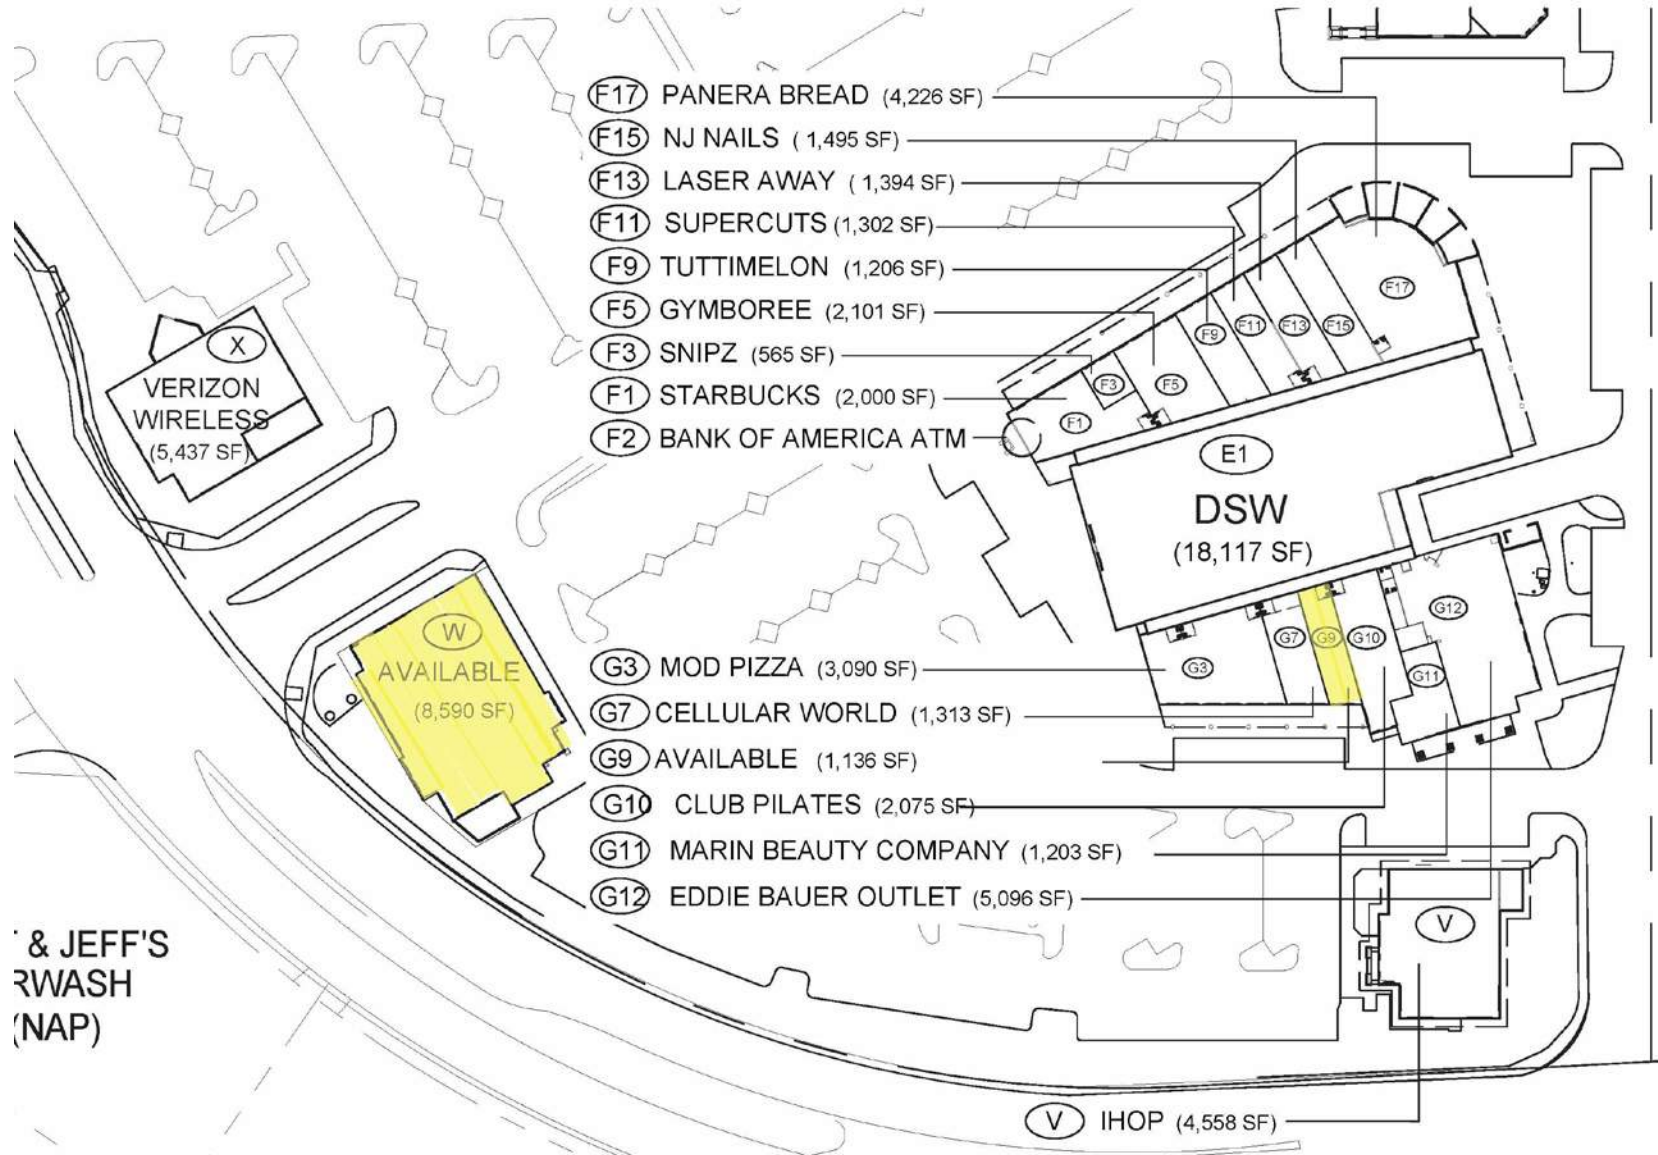 F17 PANERA BREAD (4,226 SF)
F15 NJ NAILS ( 1,495 SF)
F13 LASER AWAY ( 1,394 SF)
F11 SUPERCUTS (1,302 SF)
F9 TUTTIMELON (1,206 SF)
F5 GYMBOREE (2,101 SF)
F3 SNIPZ (565 SF)
F1 STARBUCKS (2,000 SF)
F2 BANK OF AMERICA ATM
X
VERIZON
WIRELESS
(5,437 SF)
F17
F15
F13
F11
F9
F5
F3
F1
E1
DSW
(18,117 SF)
W
AVAILABLE
(8,590 SF)
G3
G7
G9
G10
G11
G12
G3 MOD PIZZA (3,090 SF)
G7 CELLULAR WORLD (1,313 SF)
G9 AVAILABLE (1,136 SF)
G10 CLUB PILATES (2,075 SF)
G11 MARIN BEAUTY COMPANY (1,203 SF)
G12 EDDIE BAUER OUTLET (5,096 SF)
V
& JEFF'S
RWASH
(NAP)
V IHOP (4,558 SF)